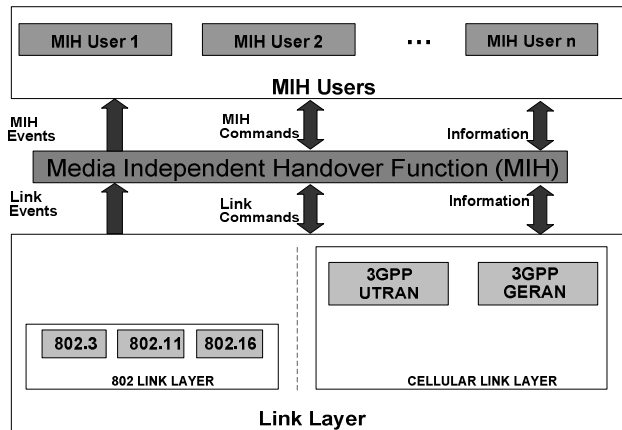 MIH User 1
MIH User 2
...
MIH User n
MIH Users
MIH
Events
MIH
Commands
Information
Media Independent Handover Function (MIH)
Link
Events
Link
Commands
Information
3GPP
UTRAN
3GPP
GERAN
802.3
802.11
802.16
802 LINK LAYER
CELLULAR LINK LAYER
Link Layer